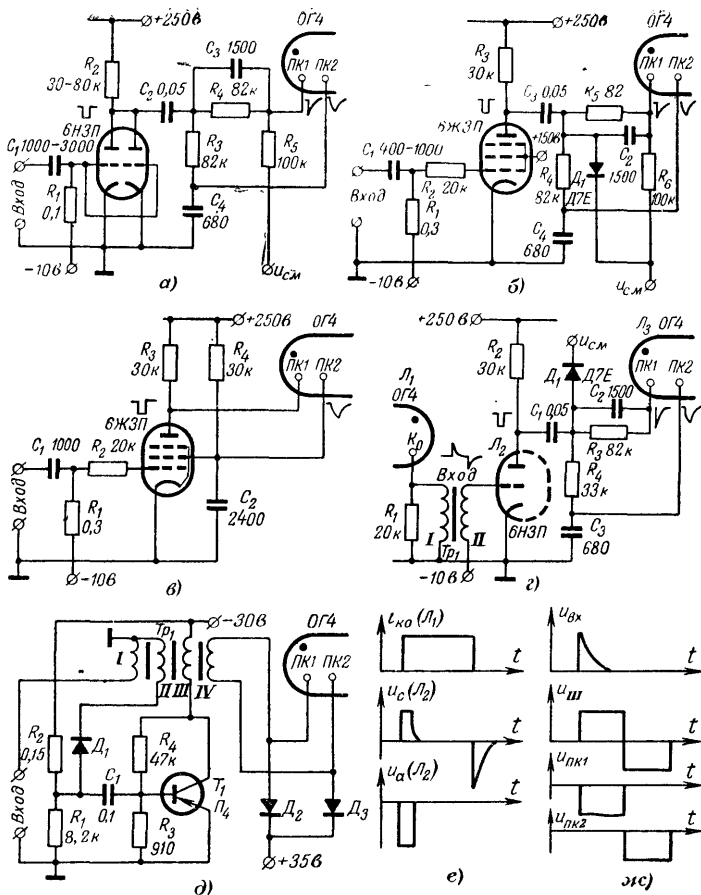 +250в
R₂
30-80к
C₂ 0,05
C₃ 1500
R₄ 82к
ОГ4
ПК1 ПК2
6Н3П
C₁ 1000-3000
Вход
R₁
0,1
R₃
82к
R₅
100к
C₄
680
-10в
Uсм
а)
+250в
R₃
30к
C₃ 0,05
R₅ 82
ОГ4
ПК1 ПК2
6Ж3П
+150в
C₁ 400-1000
R₂ 20к
Вход
R₁
0,3
R₄
82к
Д₁
Д7Е
C₂
1500
R₆
100к
C₄
680
-10в
Uсм
б)
+250в
R₃
30к
R₄
30к
ОГ4
ПК1 ПК2
6Ж3П
C₁ 1000
R₂ 20к
Вход
R₁
0,3
C₂
2400
-10в
в)
+250в
R₂
30к
Uсм
Л₃ ОГ4
ПК1 ПК2
Д₁
Д7Е
C₂ 1500
C₁ 0,05
R₃ 82к
R₄
33к
Л₁
ОГ4
К₀
Л₂
Вход
R₁
20к
I
II
Тр₁
6Н3П
C₃
680
-10в
г)
-30в
Тр₁
I
II
III
IV
ОГ4
ПК1 ПК2
R₂
0,15
Д₁
R₄
47к
C₁
0,1
Вход
R₁
8,2к
R₃
910
Т₁
П₄
Д₂
Д₃
+35в
д)
iко (Л₁)
t
uс (Л₂)
t
uа (Л₂)
t
е)
uвх
t
uIII
t
uпк1
t
uпк2
t
ж)